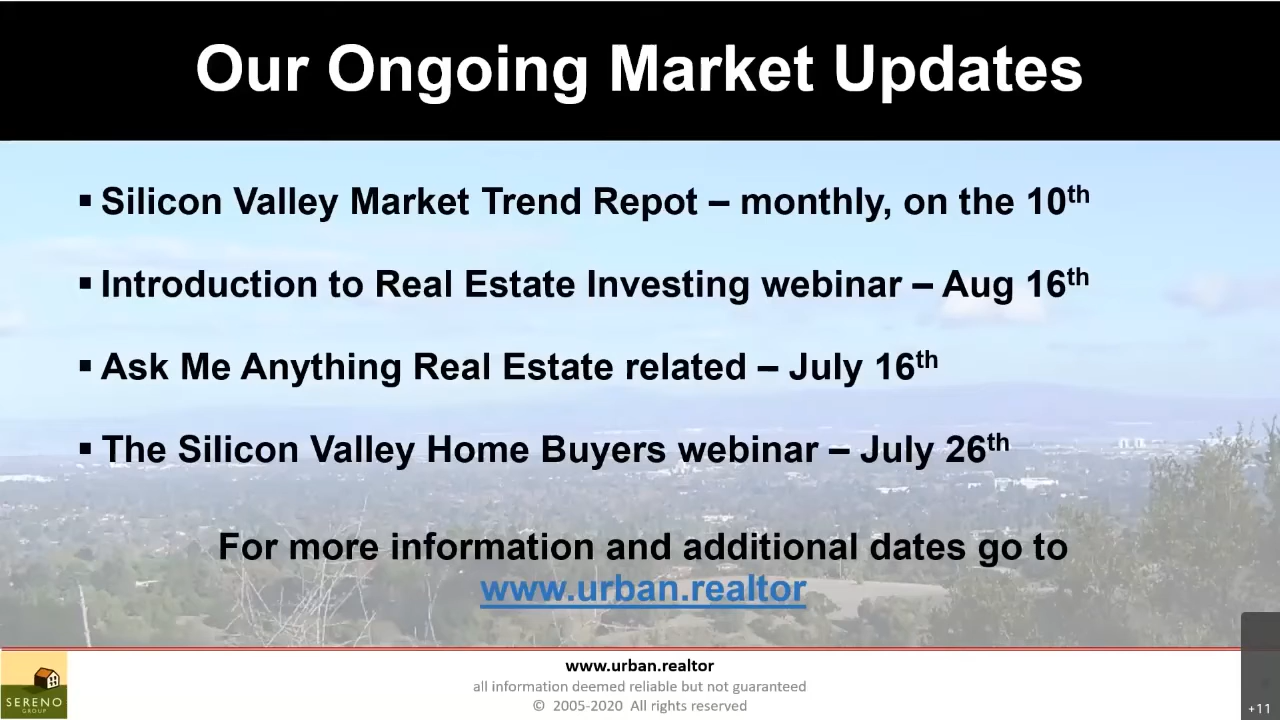 Our Ongoing Market Updates
▪ Silicon Valley Market Trend Repot – monthly, on the 10th
▪ Introduction to Real Estate Investing webinar – Aug 16th
▪ Ask Me Anything Real Estate related – July 16th
▪ The Silicon Valley Home Buyers webinar – July 26th
For more information and additional dates go to
www.urban.realtor
www.urban.realtor
all information deemed reliable but not guaranteed
© 2005-2020 All rights reserved
SERENO
GROUP
+11